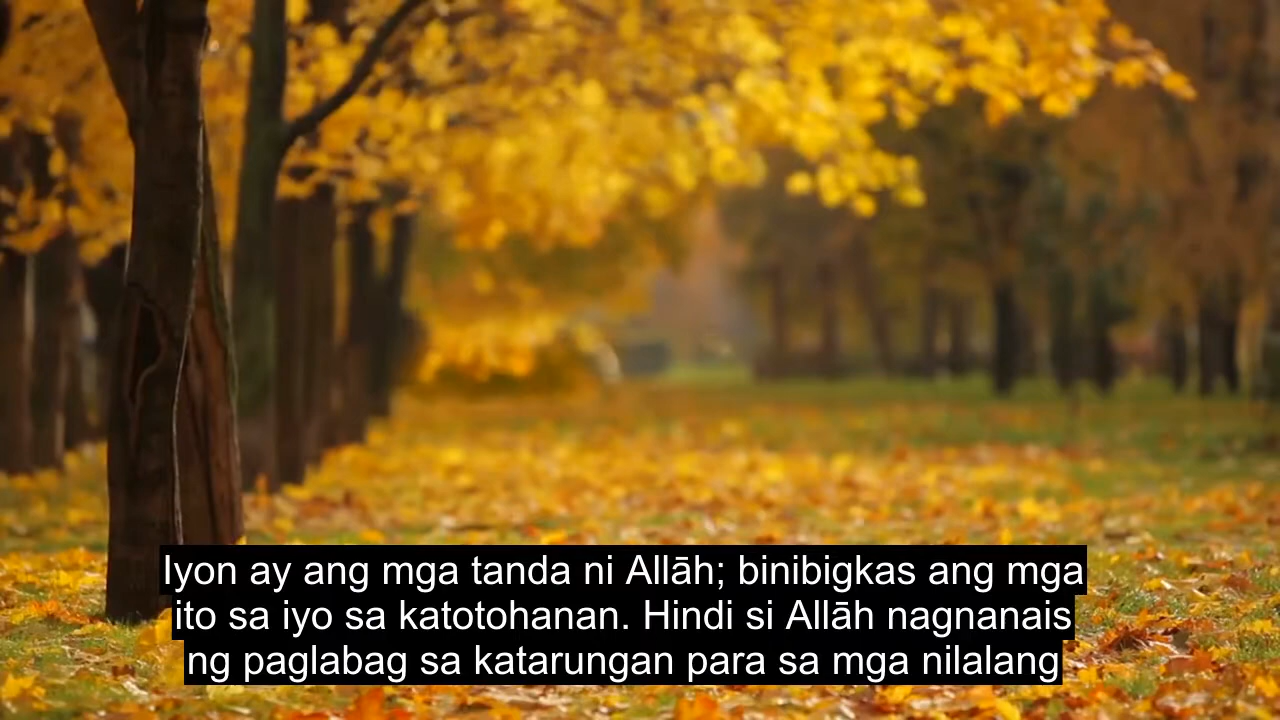 Iyon ay ang mga tanda ni Allāh; binibigkas ang mga
ito sa iyo sa katotohanan. Hindi si Allāh nagnanais
ng paglabag sa katarungan para sa mga nilalang